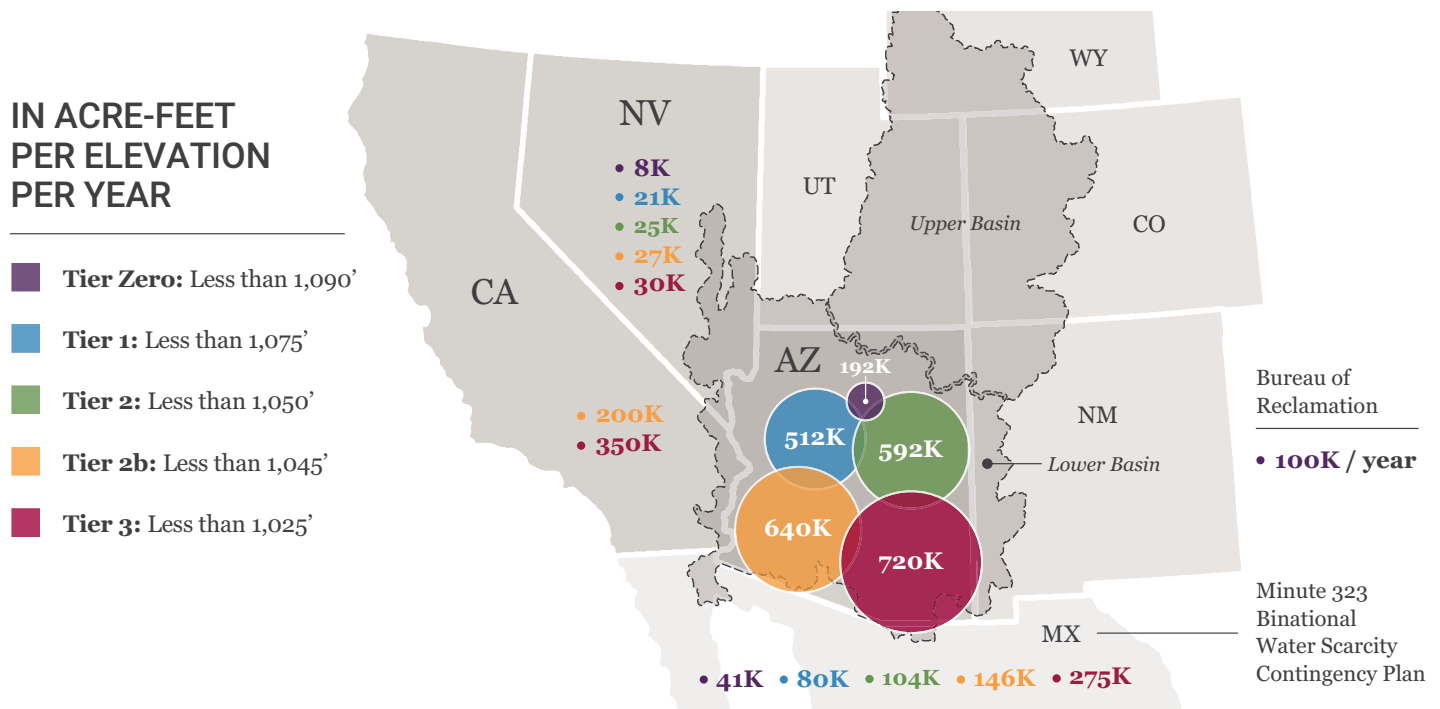 IN ACRE-FEET
PER ELEVATION
PER YEAR
Tier Zero: Less than 1,090’
Tier 1: Less than 1,075’
Tier 2: Less than 1,050’
Tier 2b: Less than 1,045’
Tier 3: Less than 1,025’
WY
NV
• 8K
• 21K
• 25K
• 27K
• 30K
UT
Upper Basin
CO
CA
• 200K
• 350K
AZ
192K
512K
592K
640K
720K
NM
Lower Basin
Bureau of
Reclamation
• 100K / year
MX
Minute 323
Binational
Water Scarcity
Contingency Plan
• 41K • 80K • 104K • 146K • 275K